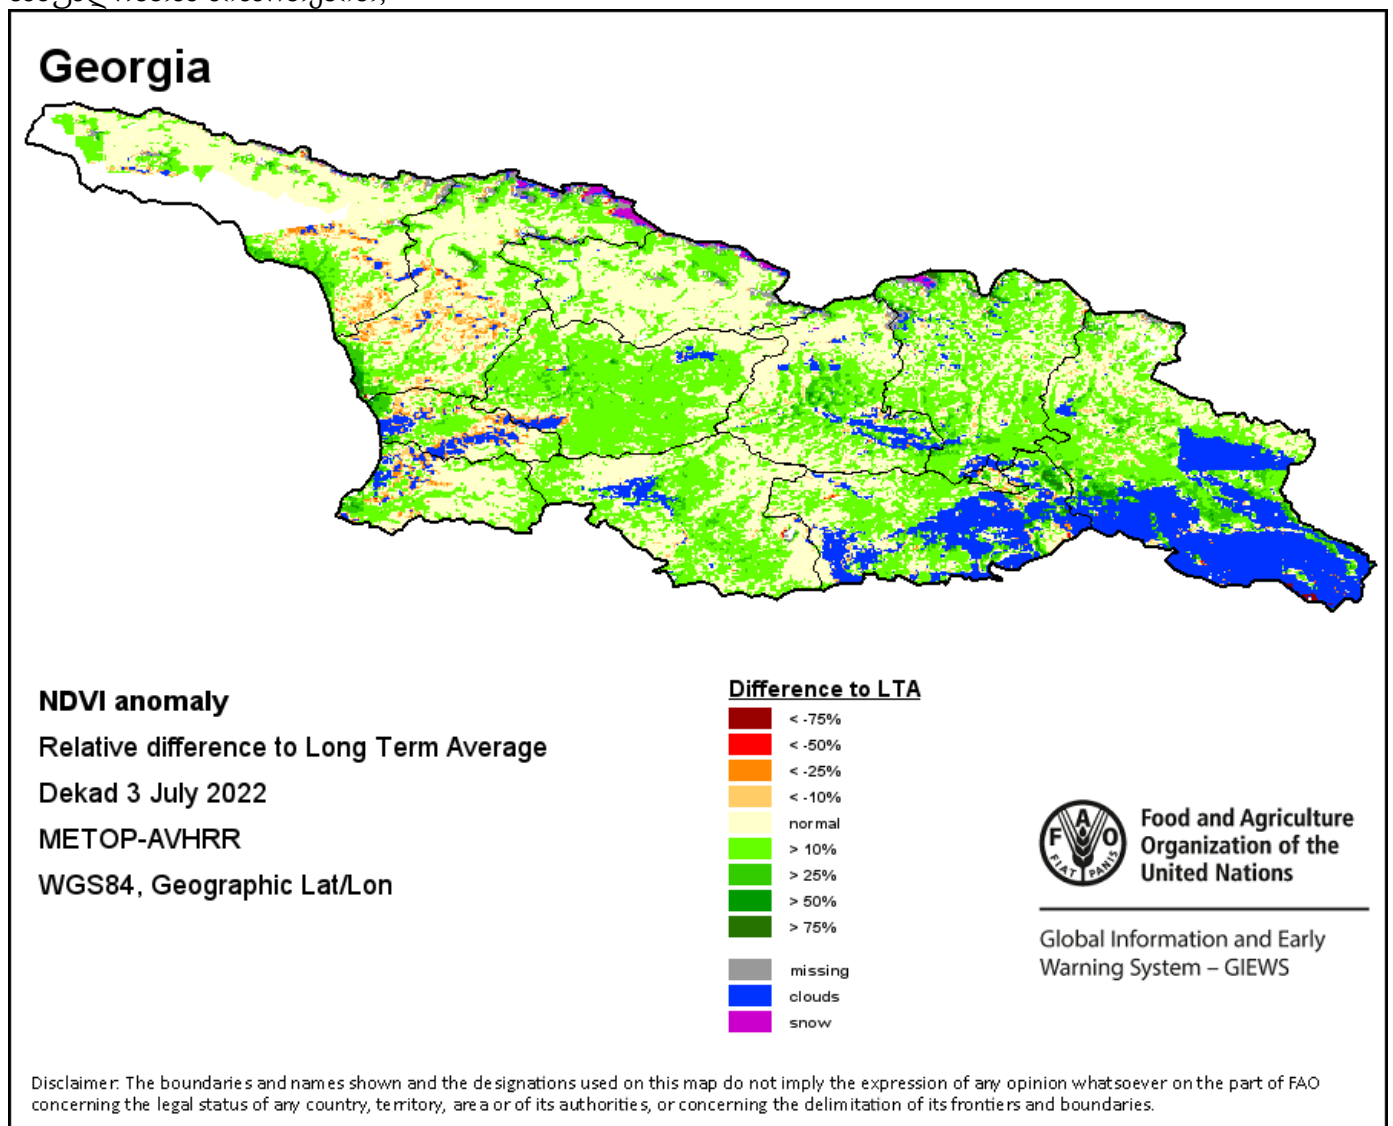 Georgia
NDVI anomaly
Relative difference to Long Term Average
Dekad 3 July 2022
METOP-AVHRR
WGS84, Geographic Lat/Lon
Difference to LTA
< -75%
< -50%
< -25%
< -10%
normal
> 10%
> 25%
> 50%
> 75%
missing
clouds
snow
F A O
FIAT PANIS
Food and Agriculture
Organization of the
United Nations
Global Information and Early
Warning System – GIEWS
Disclaimer: The boundaries and names shown and the designations used on this map do not imply the expression of any opinion whatsoever on the part of FAO
concerning the legal status of any country, territory, area or of its authorities, or concerning the delimitation of its frontiers and boundaries.